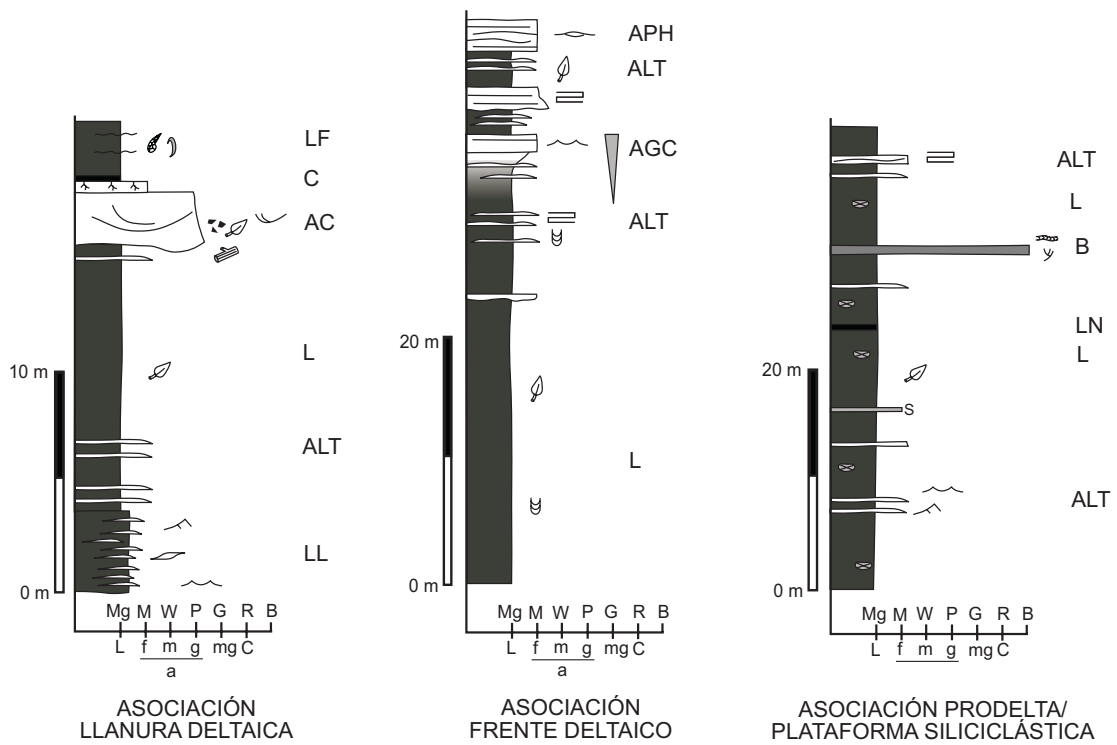 LF
C
AC
L
ALT
LL
10 m
0 m
Mg M W P G R B
L f m g mg C
a
ASOCIACIÓN
LLANURA DELTAICA
APH
ALT
AGC
ALT
L
20 m
0 m
Mg M W P G R B
L f m g mg C
a
ASOCIACIÓN
FRENTE DELTAICO
ALT
L
B
LN
L
S
ALT
20 m
0 m
Mg M W P G R B
L f m g mg C
a
ASOCIACIÓN PRODELTA/
PLATAFORMA SILICICLÁSTICA